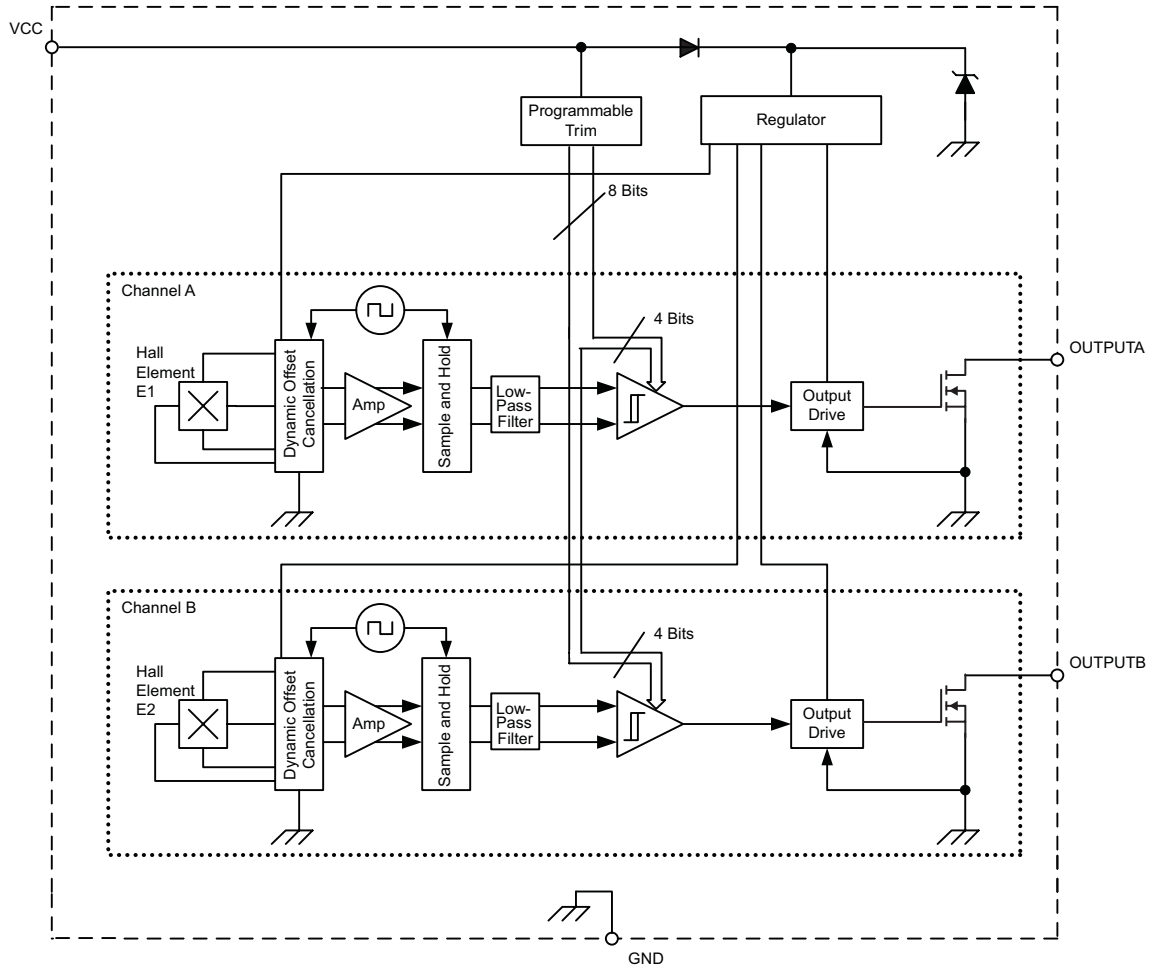 VCC
Programmable
Trim
Regulator
8 Bits
Channel A
4 Bits
Hall
Element
E1
Dynamic Offset
Cancellation
Amp
Sample and Hold
Low-
Pass
Filter
Output
Drive
OUTPUTA
Channel B
4 Bits
Hall
Element
E2
Dynamic Offset
Cancellation
Amp
Sample and Hold
Low-
Pass
Filter
Output
Drive
OUTPUTB
GND